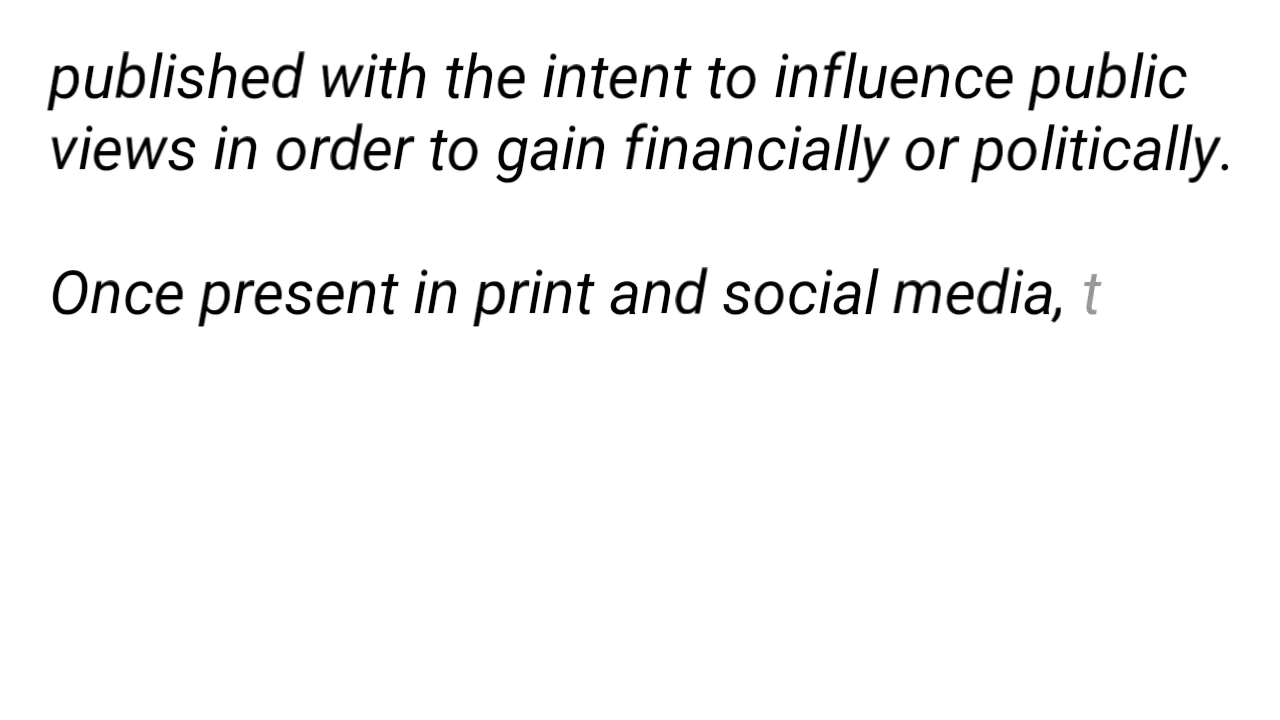 published with the intent to influence public
views in order to gain financially or politically.
Once present in print and social media, t